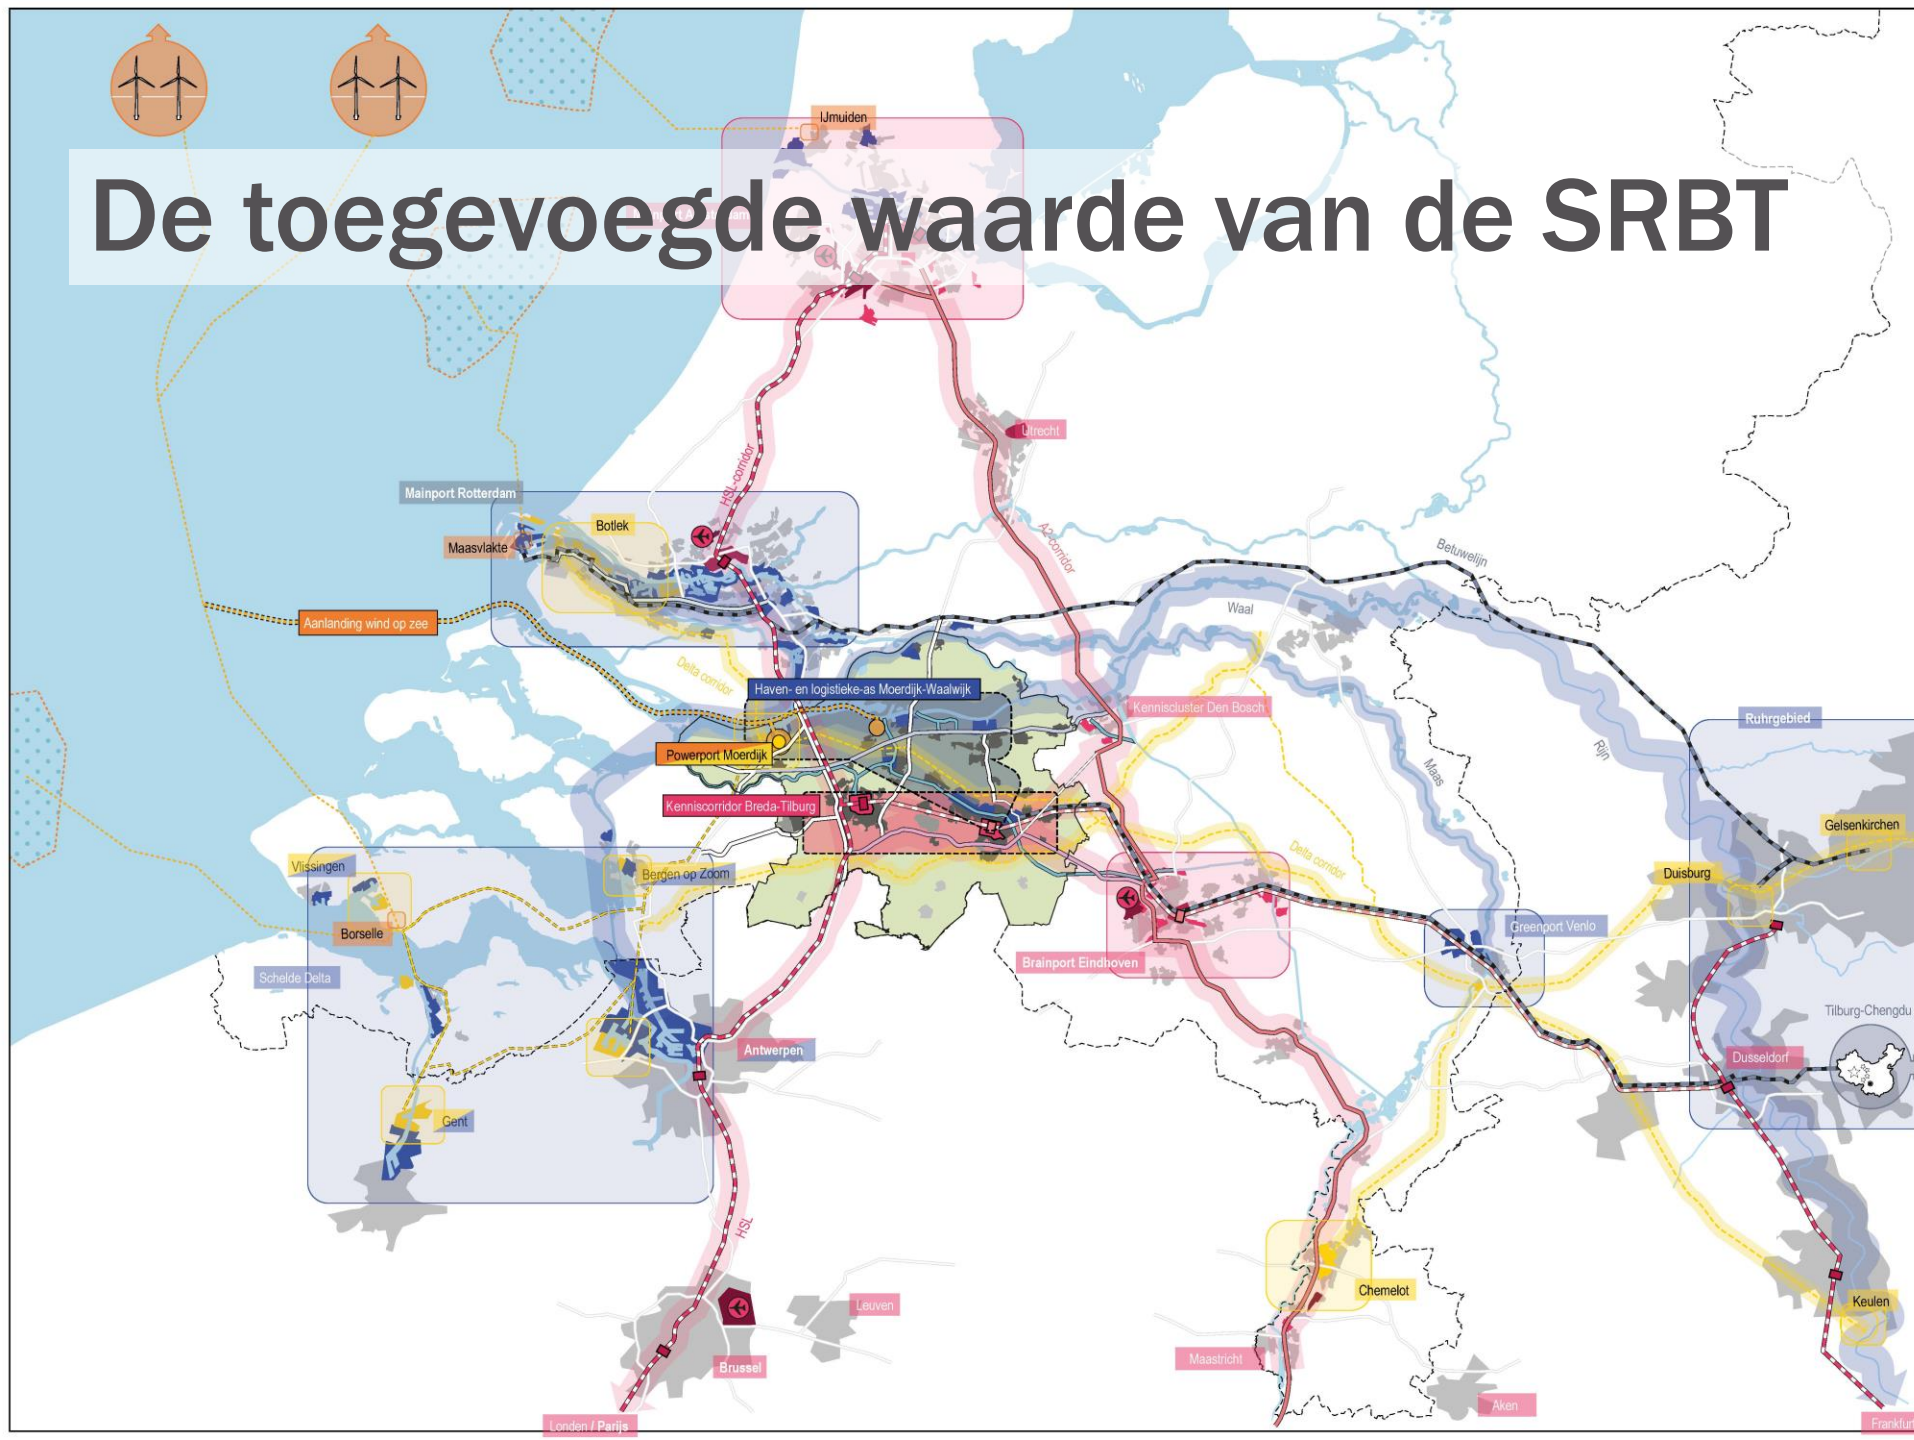 IJmuiden
De toegevoegde waarde van de SRBT
Utrecht
HSL-corridor
Mainport Rotterdam
Botlek
Maasvlakte
A2-corridor
Betuwelijn
Waal
Aanlanding wind op zee
Delta corridor
Haven- en logistieke-as Moerdijk-Waalwijk
Kenniscluster Den Bosch
Ruhrgebied
Rijn
Maas
Powerport Moerdijk
Kenniscorridor Breda-Tilburg
Gelsenkirchen
Delta corridor
Vlissingen
Bergen op Zoom
Duisburg
Borselle
Greenport Venlo
Brainport Eindhoven
Schelde Delta
Tilburg-Chengdu
Antwerpen
Dusseldorf
Gent
HSL
Chemelot
Keulen
Leuven
Maastricht
Brussel
Aken
Londen / Parijs
Frankfurt